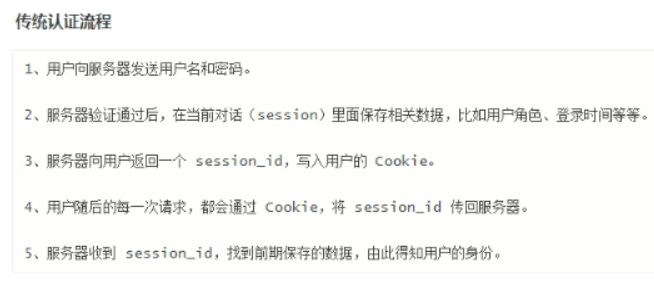 传统认证流程
1、用户向服务器发送用户名和密码。
2、服务器验证通过后，在当前对话（session）里面保存相关数据，比如用户角色、登录时间等等。
3、服务器向用户返回一个 session_id，写入用户的 Cookie。
4、用户随后的每一次请求，都会通过 Cookie，将 session_id 传回服务器。
5、服务器收到 session_id，找到前期保存的数据，由此得知用户的身份。